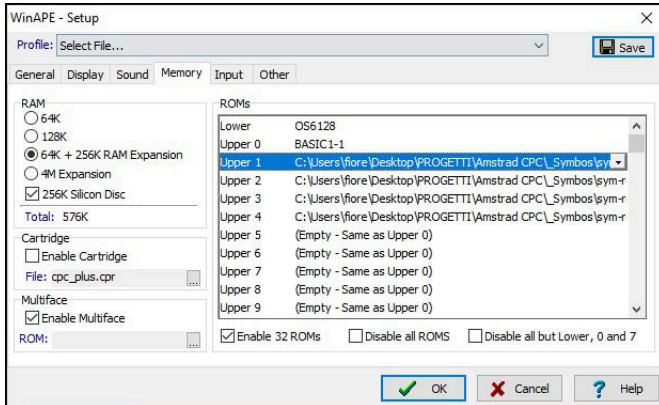 WinAPE - Setup
Profile: Select File...
Save
General Display Sound Memory Input Other
RAM
64K
128K
64K + 256K RAM Expansion
4M Expansion
256K Silicon Disc
Total: 576K
Cartridge
Enable Cartridge
File: cpc_plus.cpr
...
Multiface
Enable Multiface
ROM:
...
ROMs
Lower OS6128
Upper 0 BASIC1-1
Upper 1 C:\Users\fiore\Desktop\PROGETTI\Amstrad CPC\_Symbos\sy
Upper 2 C:\Users\fiore\Desktop\PROGETTI\Amstrad CPC\_Symbos\sym-r
Upper 3 C:\Users\fiore\Desktop\PROGETTI\Amstrad CPC\_Symbos\sym-r
Upper 4 C:\Users\fiore\Desktop\PROGETTI\Amstrad CPC\_Symbos\sym-r
Upper 5 (Empty - Same as Upper 0)
Upper 6 (Empty - Same as Upper 0)
Upper 7 (Empty - Same as Upper 0)
Upper 8 (Empty - Same as Upper 0)
Upper 9 (Empty - Same as Upper 0)
Enable 32 ROMs Disable all ROMS Disable all but Lower, 0 and 7
OK Cancel Help